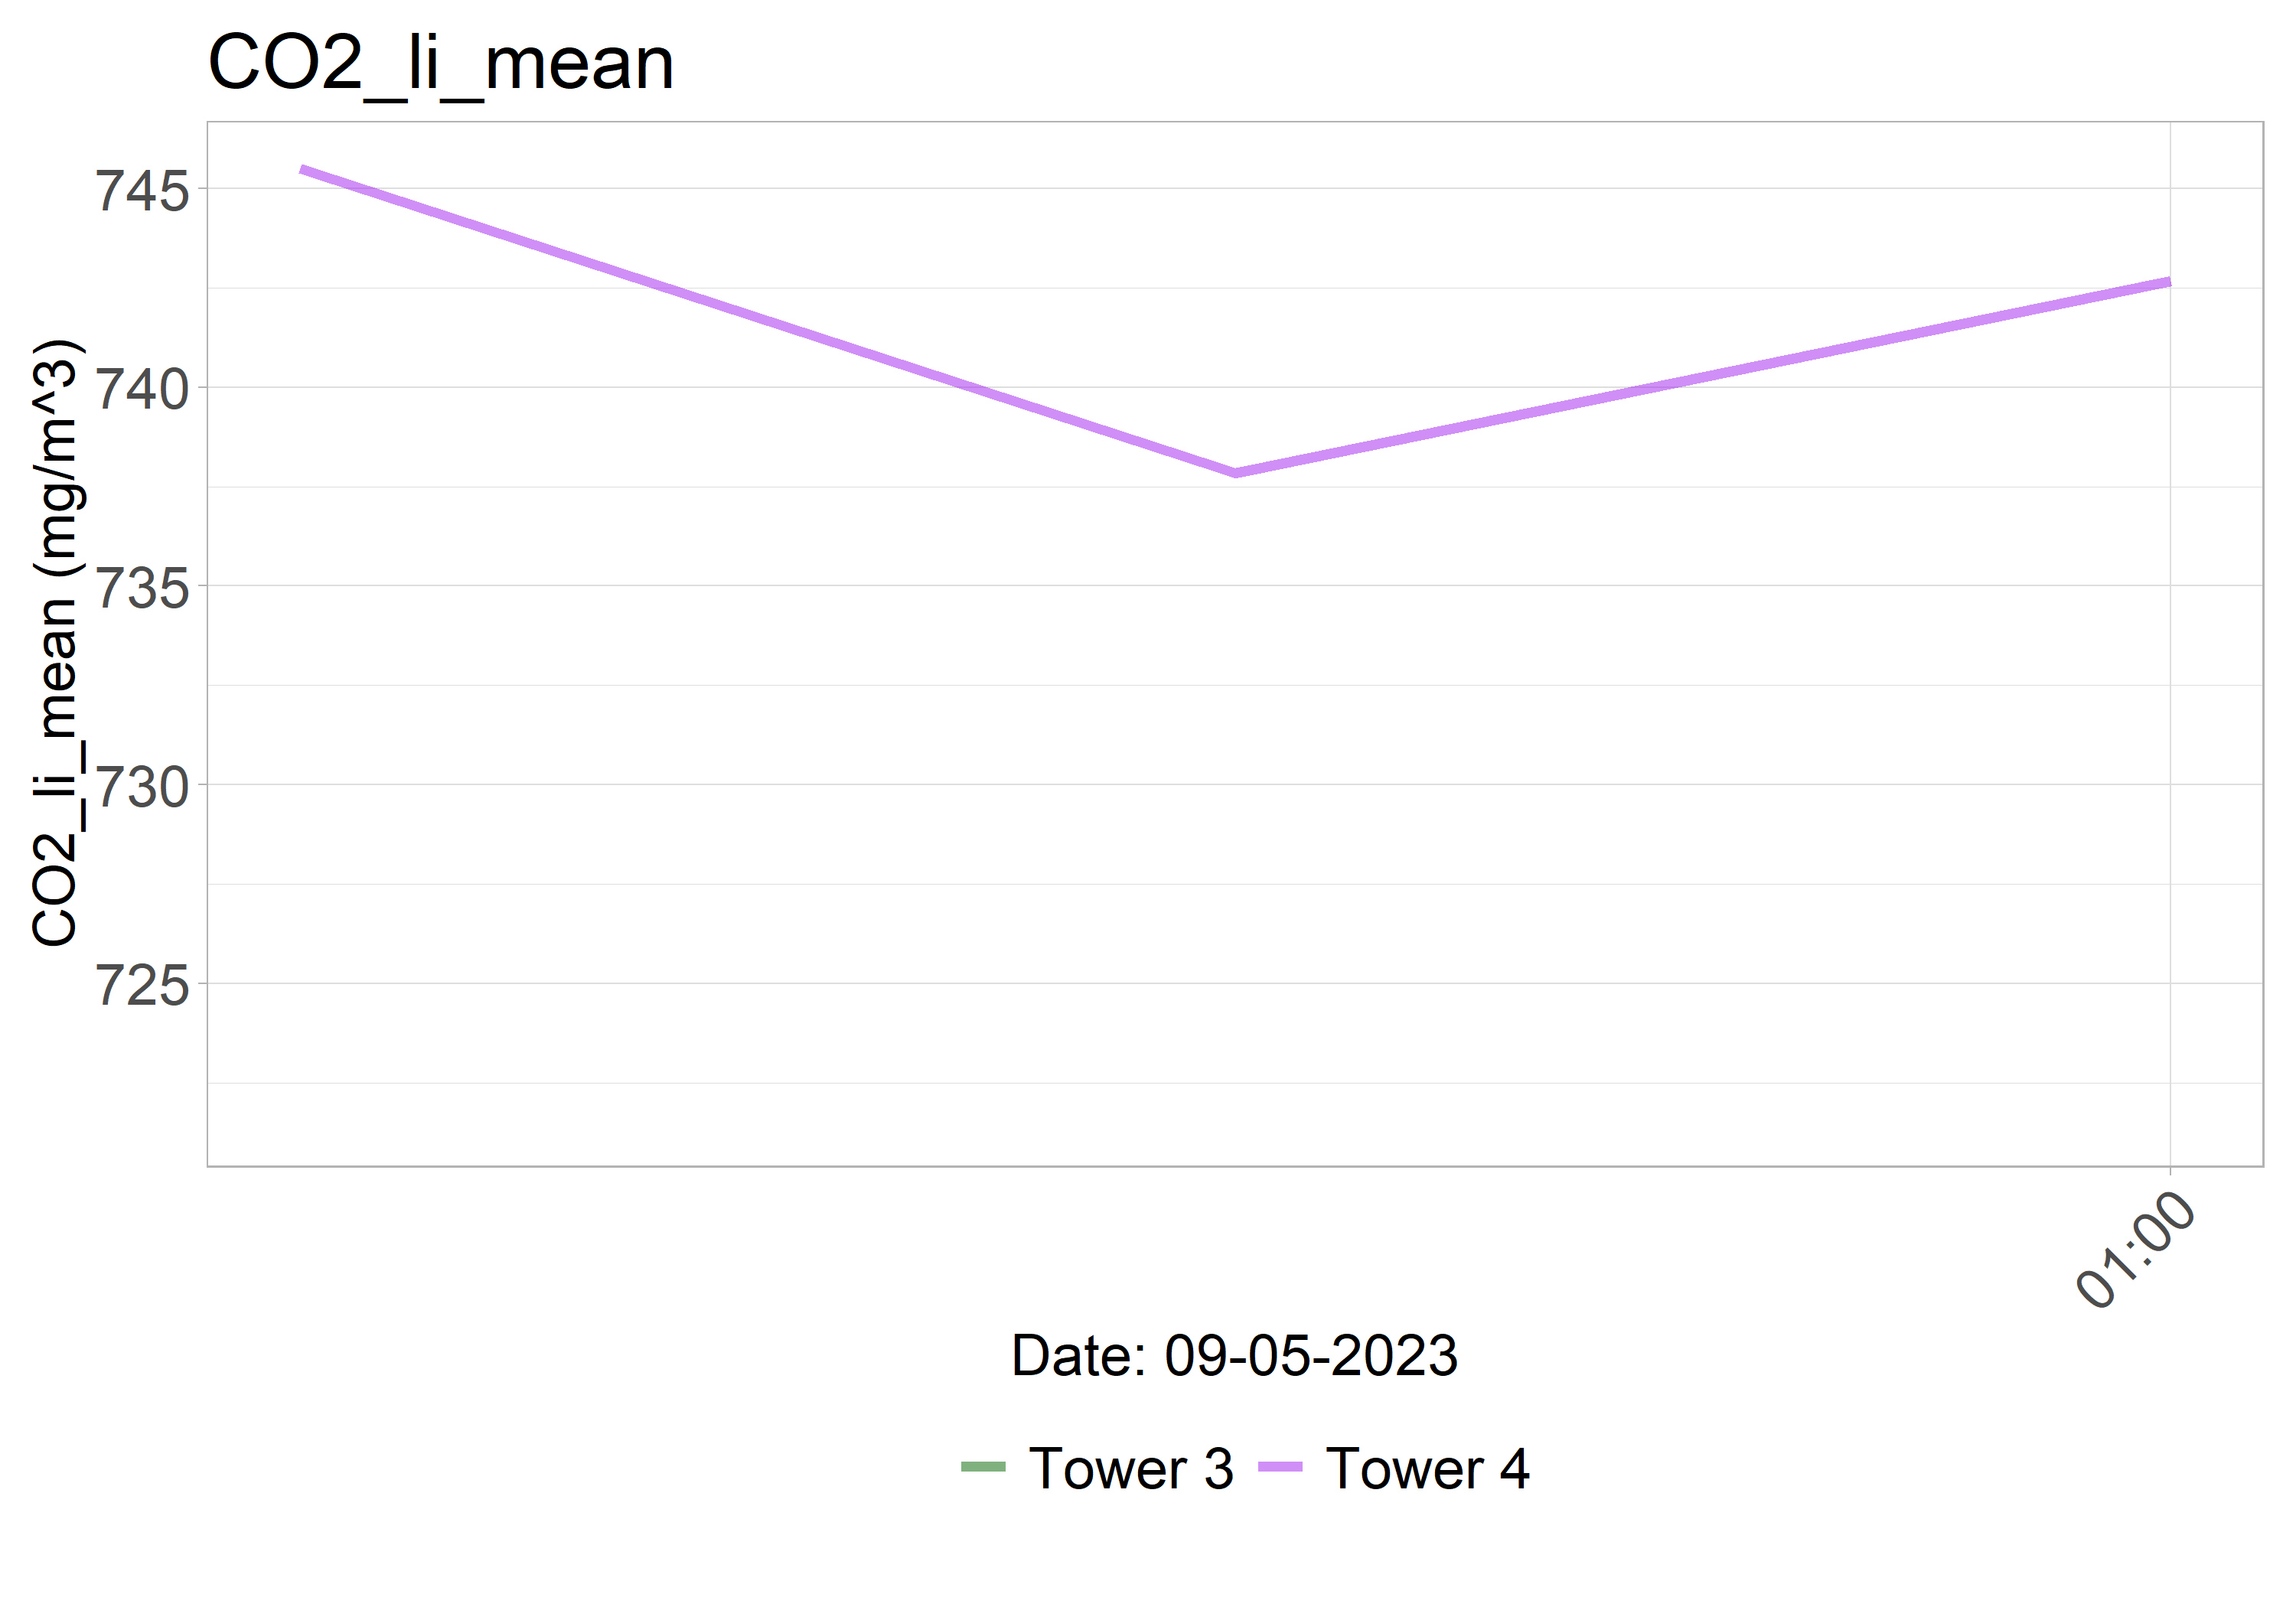 CO2_li_mean
CO2_li_mean (mg/m^3)
745
740
735
730
725
01:00
Date: 09-05-2023
Tower 3 Tower 4